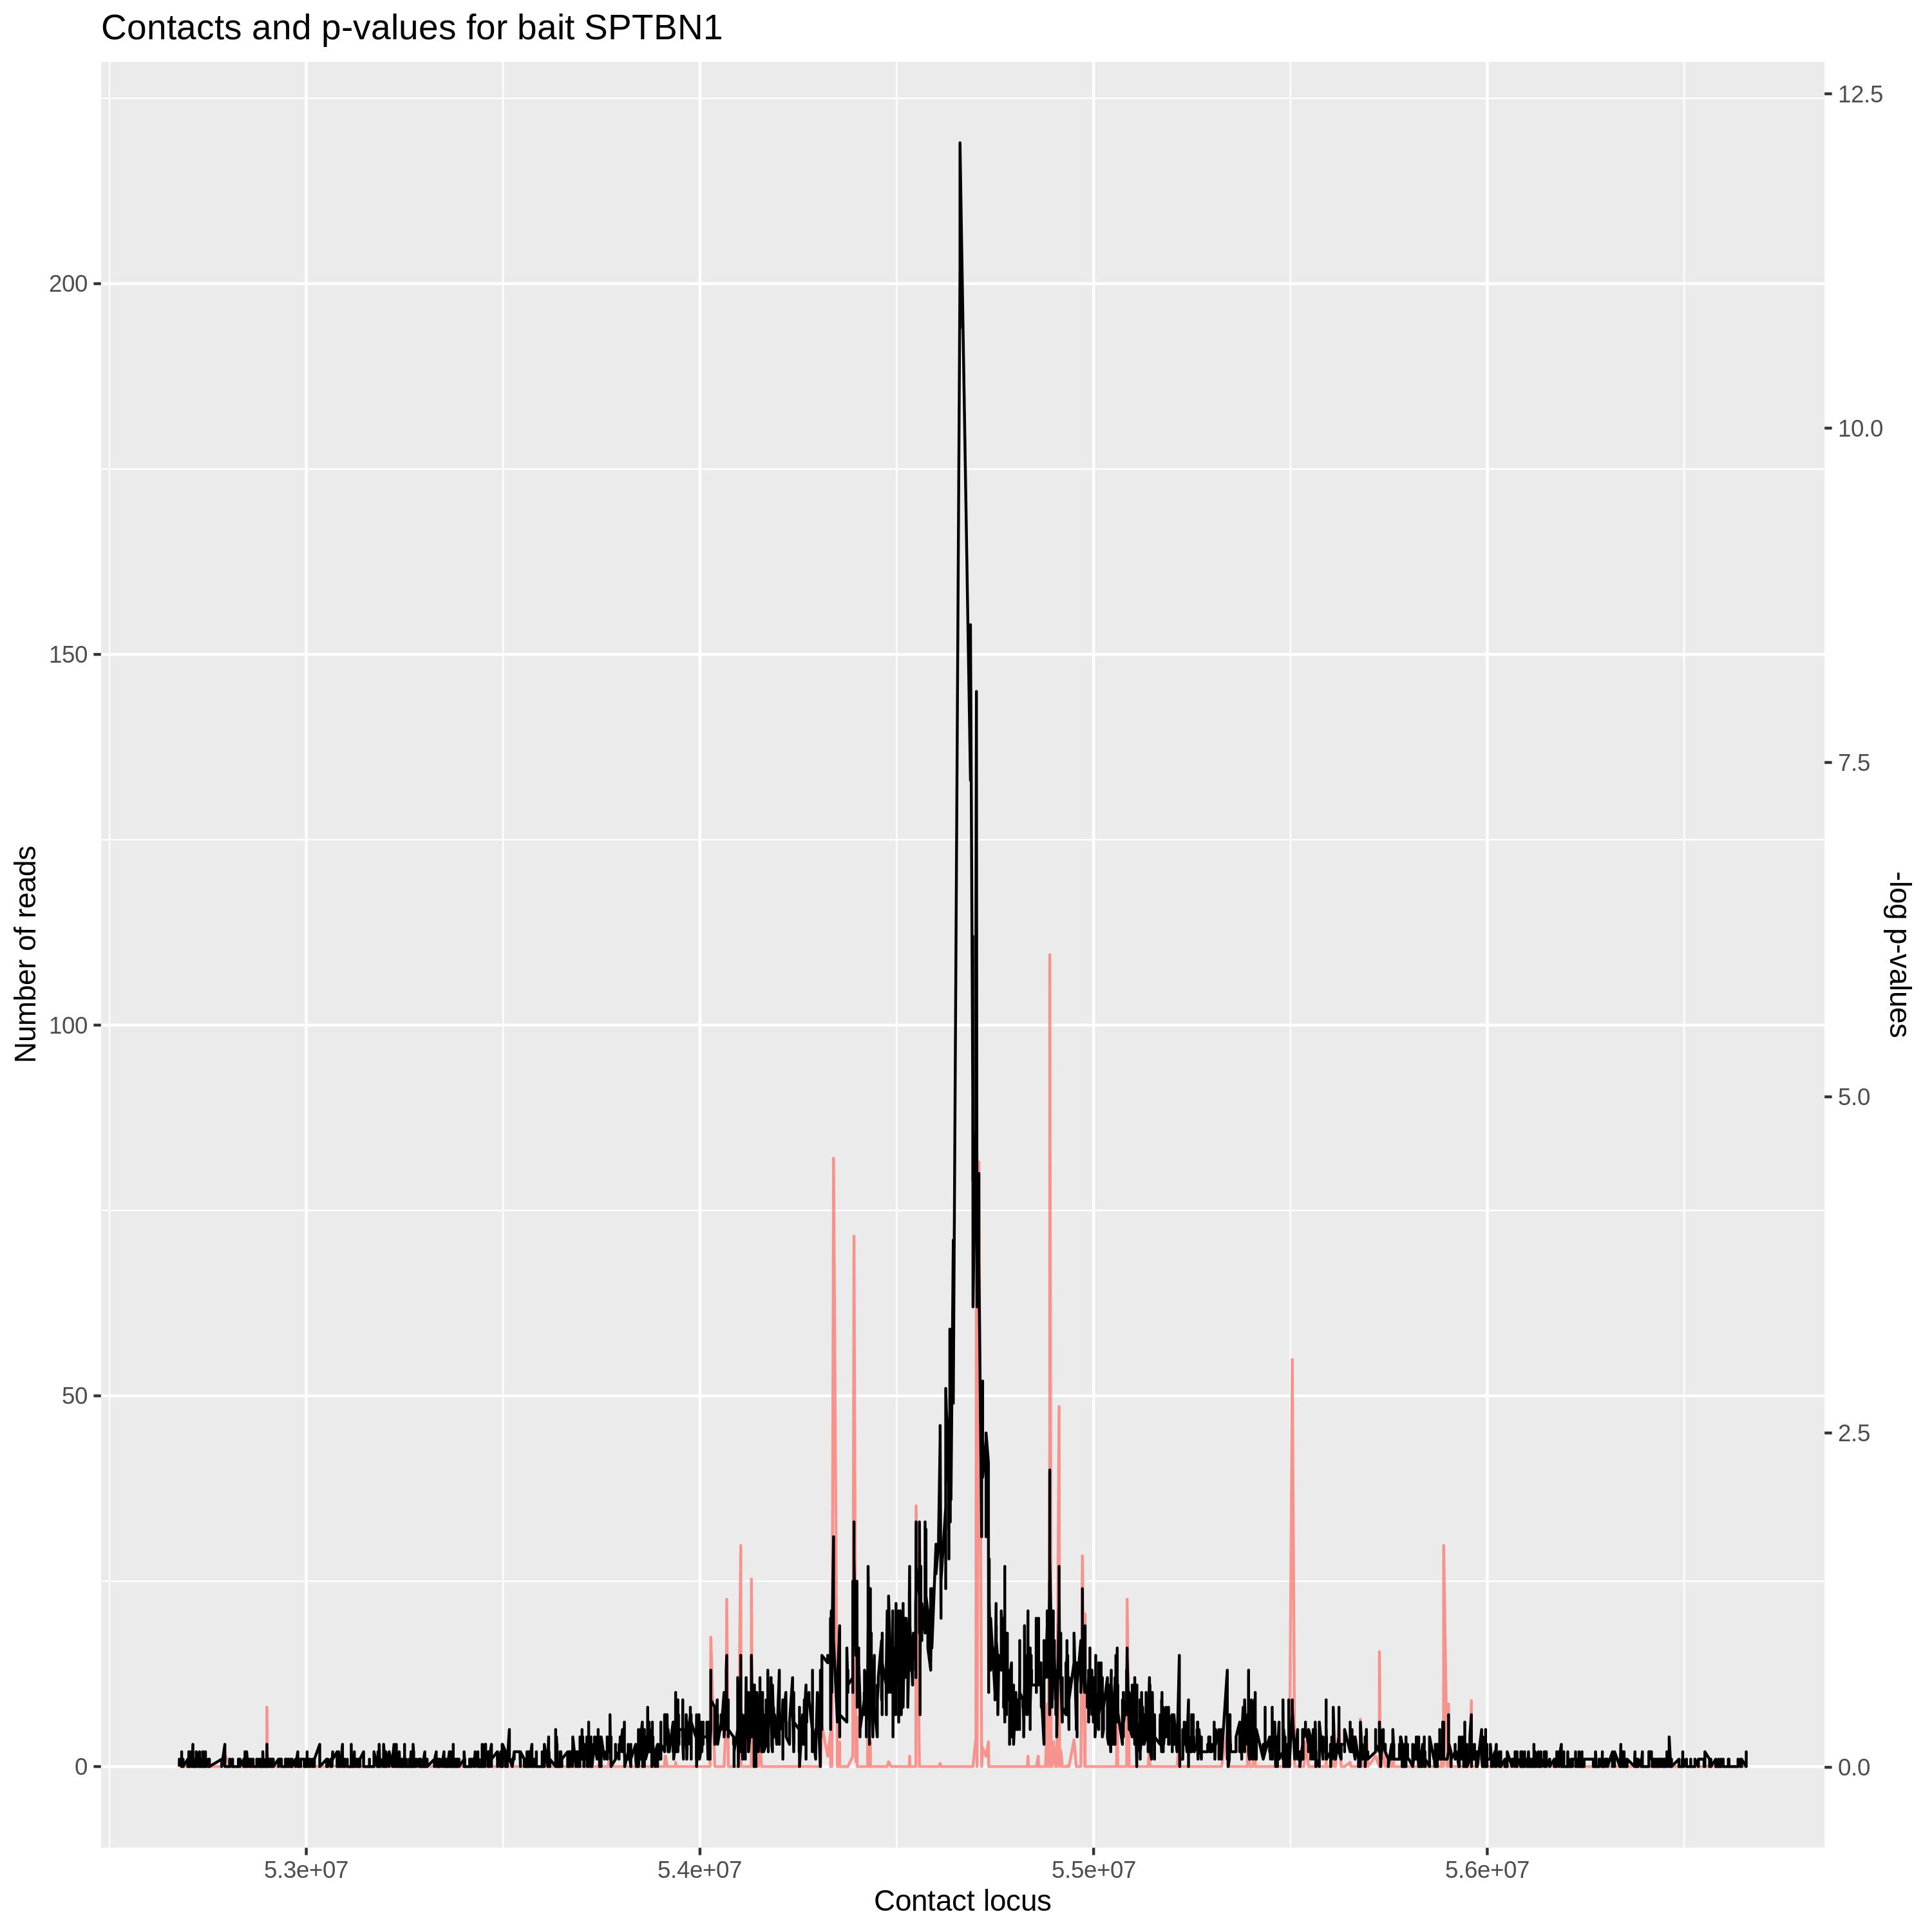 Contacts and p-values for bait SPTBN1
Number of reads
200
150
100
50
0
12.5
10.0
7.5
5.0
2.5
0.0
-log p-values
5.3e+07
5.4e+07
5.5e+07
5.6e+07
Contact locus